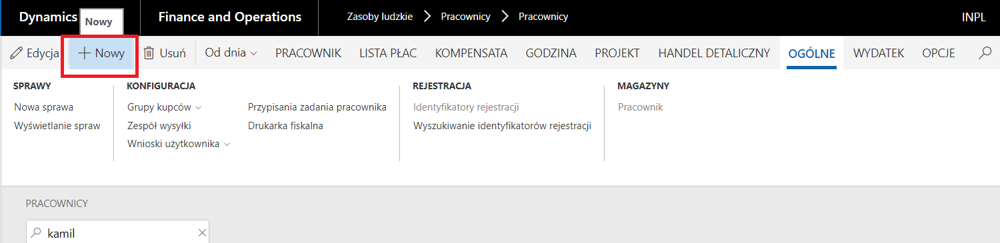 Dynamics
Nowy
Finance and Operations
Zasoby ludzkie
Pracownicy
Pracownicy
INPL
Edycja
Nowy
Usuń
Od dnia
PRACOWNIK
LISTA PŁAC
KOMPENSATA
GODZINA
PROJEKT
HANDEL DETALICZNY
OGÓLNE
WYDATEK
OPCJE
SPRAWY
Nowa sprawa
Wyświetlanie spraw
KONFIGURACJA
Grupy kupców
Zespół wysyłki
Wnioski użytkownika
Przypisania zadania pracownika
Drukarka fiskalna
REJESTRACJA
Identyfikatory rejestracji
Wyszukiwanie identyfikatorów rejestracji
MAGAZYNY
Pracownik
PRACOWNICY
kamil